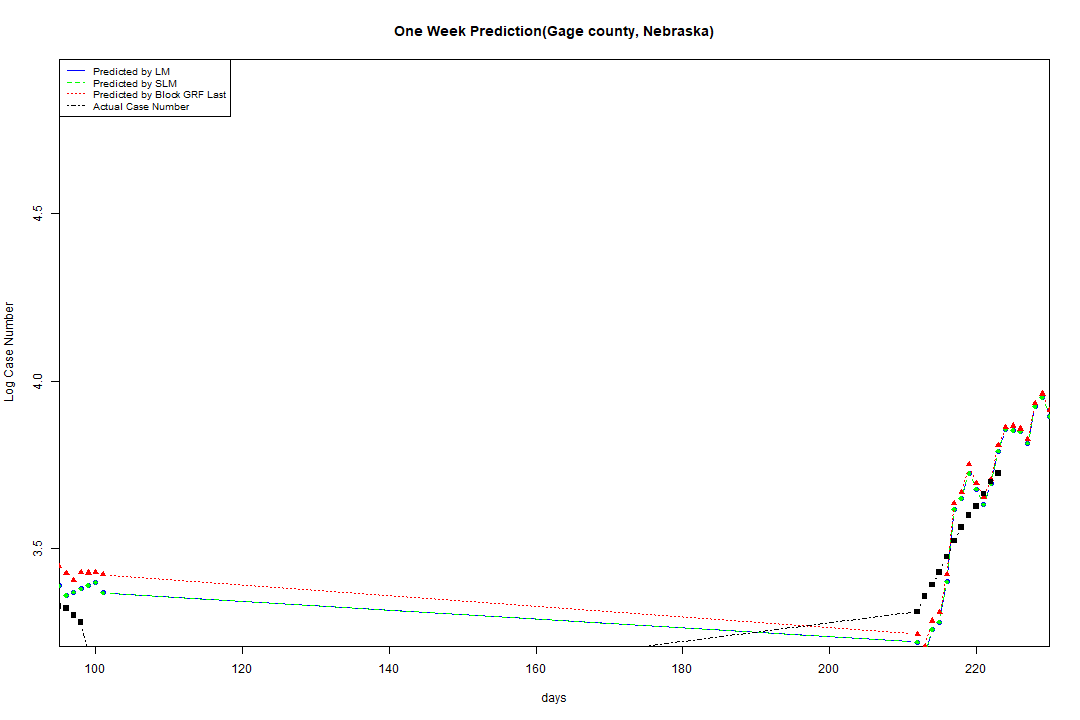 One Week Prediction(Gage county, Nebraska)
Predicted by LM
Predicted by SLM
Predicted by Block GRF Last
Actual Case Number
Log Case Number
4.5
4.0
3.5
100 120 140 160 180 200 220
days